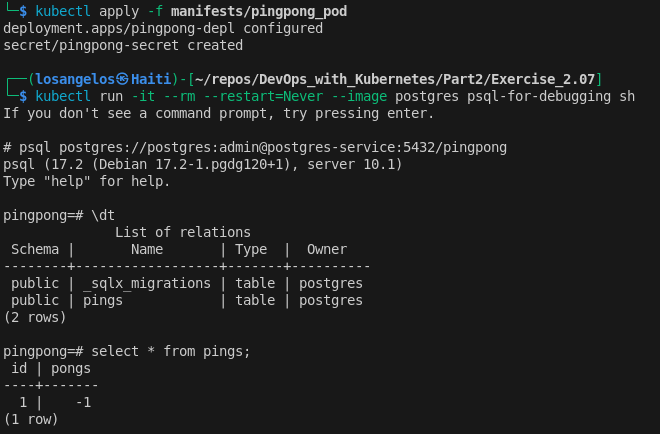 └─$ kubectl apply -f manifests/pingpong_pod
deployment.apps/pingpong-depl configured
secret/pingpong-secret created
┌──(losangelos㉿Haiti)-[~/repos/DevOps_with_Kubernetes/Part2/Exercise_2.07]
└─$ kubectl run -it --rm --restart=Never --image postgres psql-for-debugging sh
If you don't see a command prompt, try pressing enter.
# psql postgres://postgres:admin@postgres-service:5432/pingpong
psql (17.2 (Debian 17.2-1.pgdg120+1), server 10.1)
Type "help" for help.
pingpong=# \dt
List of relations
Schema |       Name       | Type  |  Owner
--------+------------------+-------+----------
public | _sqlx_migrations | table | postgres
public | pings            | table | postgres
(2 rows)
pingpong=# select * from pings;
id | pongs
----+-------
1 |    -1
(1 row)